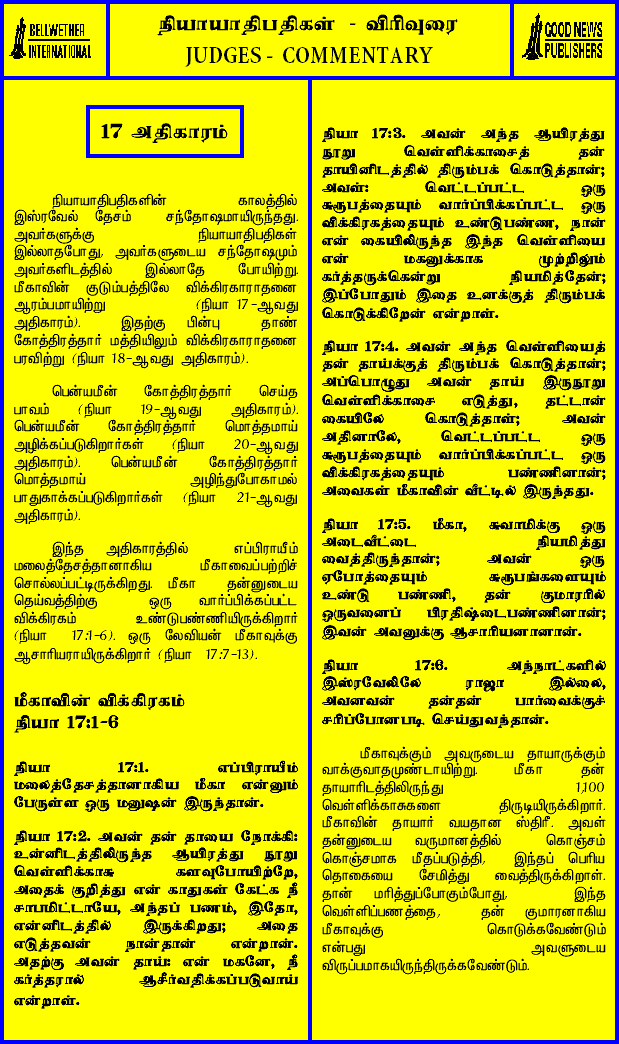 BELLWETHER
INTERNATIONAL
நியாயாதிபதிகள் - விரிவுரை
JUDGES - COMMENTARY
GOOD NEWS
PUBLISHERS
17 அதிகாரம்
நியாயாதிபதிகளின் காலத்தில்
இஸ்ரவேல் தேசம் சந்தோஷமாயிருந்தது.
அவர்களுக்கு நியாயாதிபதிகள்
இல்லாதபோது, அவர்களுடைய சந்தோஷமும்
அவர்களிடத்தில் இல்லாதே போயிற்று.
மீகாவின் குடும்பத்திலே விக்கிரகாராதனை
ஆரம்பமாயிற்று (நியா 17-ஆவது
அதிகாரம்). இதற்கு பின்பு தாண்
கோத்திரத்தார் மத்தியிலும் விக்கிரகாராதனை
பரவிற்று (நியா 18-ஆவது அதிகாரம்).
பென்யமீன் கோத்திரத்தார் செய்த
பாவம் (நியா 19-ஆவது அதிகாரம்).
பென்யமீன் கோத்திரத்தார் மொத்தமாய்
அழிக்கப்படுகிறார்கள் (நியா 20-ஆவது
அதிகாரம்). பென்யமீன் கோத்திரத்தார்
மொத்தமாய் அழிந்துபோகாமல்
பாதுகாக்கப்படுகிறார்கள் (நியா 21-ஆவது
அதிகாரம்).
இந்த அதிகாரத்தில் எப்பிராயீம்
மலைத்தேசத்தானாகிய மீகாவைப்பற்றிச்
சொல்லப்பட்டிருக்கிறது. மீகா தன்னுடைய
தெய்வத்திற்கு ஒரு வார்ப்பிக்கப்பட்ட
விக்கிரகம் உண்டுபண்ணியிருக்கிறார்
(நியா 17:1-6). ஒரு லேவியன் மீகாவுக்கு
ஆசாரியராயிருக்கிறார் (நியா 17:7-13).
மீகாவின் விக்கிரகம்
நியா 17:1-6
நியா 17:1. எப்பிராயீம்
மலைத்தேசத்தானாகிய மீகா என்னும்
பேருள்ள ஒரு மனுஷன் இருந்தான்.
நியா 17:2. அவன் தன் தாயை நோக்கி:
உன்னிடத்திலிருந்த ஆயிரத்து நூறு
வெள்ளிக்காசு களவுபோயிற்றே,
அதைக் குறித்து என் காதுகள் கேட்க நீ
சாபமிட்டாயே, அந்தப் பணம், இதோ,
என்னிடத்தில் இருக்கிறது; அதை
எடுத்தவன் நான்தான் என்றான்.
அதற்கு அவன் தாய்: என் மகனே, நீ
கர்த்தரால் ஆசீர்வதிக்கப்படுவாய்
என்றாள்.
நியா 17:3. அவன் அந்த ஆயிரத்து
நூறு வெள்ளிக்காசைத் தன்
தாயினிடத்தில் திரும்பக் கொடுத்தான்;
அவள்: வெட்டப்பட்ட ஒரு
சுரூபத்தையும் வார்ப்பிக்கப்பட்ட ஒரு
விக்கிரகத்தையும் உண்டுபண்ண, நான்
என் கையிலிருந்த இந்த வெள்ளியை
என் மகனுக்காக முற்றிலும்
கர்த்தருக்கென்று நியமித்தேன்;
இப்போதும் இதை உனக்குத் திரும்பக்
கொடுக்கிறேன் என்றாள்.
நியா 17:4. அவன் அந்த வெள்ளியைத்
தன் தாய்க்குத் திரும்பக் கொடுத்தான்;
அப்பொழுது அவன் தாய் இருநூறு
வெள்ளிக்காசை எடுத்து, தட்டான்
கையிலே கொடுத்தாள்; அவன்
அதினாலே, வெட்டப்பட்ட ஒரு
சுரூபத்தையும் வார்ப்பிக்கப்பட்ட ஒரு
விக்கிரகத்தையும் பண்ணினான்;
அவைகள் மீகாவின் வீட்டில் இருந்தது.
நியா 17:5. மீகா, சுவாமிக்கு ஒரு
அடைவீட்டை நியமித்து
வைத்திருந்தான்; அவன் ஒரு
ஏபோத்தையும் சுரூபங்களையும்
உண்டு பண்ணி, தன் குமாரரில்
ஒருவனைப் பிரதிஷ்டைபண்ணினான்;
இவன் அவனுக்கு ஆசாரியனானான்.
நியா 17:6. அந்நாட்களில்
இஸ்ரவேலிலே ராஜா இல்லை,
அவனவன் தன்தன் பார்வைக்குச்
சரிப்போனபடி செய்துவந்தான்.
மீகாவுக்கும் அவருடைய தாயாருக்கும்
வாக்குவாதமுண்டாயிற்று. மீகா தன்
தாயாரிடத்திலிருந்து 1,100
வெள்ளிக்காசுகளை திருடியிருக்கிறார்.
மீகாவின் தாயார் வயதான ஸ்திரீ. அவள்
தன்னுடைய வருமானத்தில் கொஞ்சம்
கொஞ்சமாக மீதப்படுத்தி, இந்தப் பெரிய
தொகையை சேமித்து வைத்திருக்கிறாள்.
தான் மரித்துப்போகும்போது, இந்த
வெள்ளிப்பணத்தை, தன் குமாரனாகிய
மீகாவுக்கு கொடுக்கவேண்டும்
என்பது அவளுடைய
விருப்பமாகயிருந்திருக்கவேண்டும்.